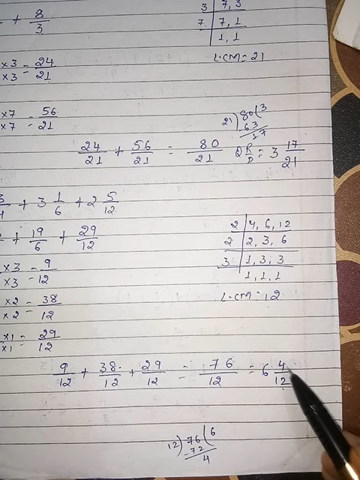 + 8/3
3 | 7, 3
7 | 7, 1
1, 1
×3/×3 = 24/21
L.CM = 21
×7/×7 = 56/21
21) 80 (3
-63
17
24/21 + 56/21 = 80/21 Q R/D = 3 17/21
+ 3 1/6 + 2 5/12
+ 19/6 + 29/12
2 | 4, 6, 12
2 | 2, 3, 6
3 | 1, 3, 3
1, 1, 1
×3/×3 = 9/12
×2/×2 = 38/12
L.CM = 12
×1/×1 = 29/12
9/12 + 38/12 + 29/12 = 76/12 = 6 4/12
12) 76 (6
-72
4